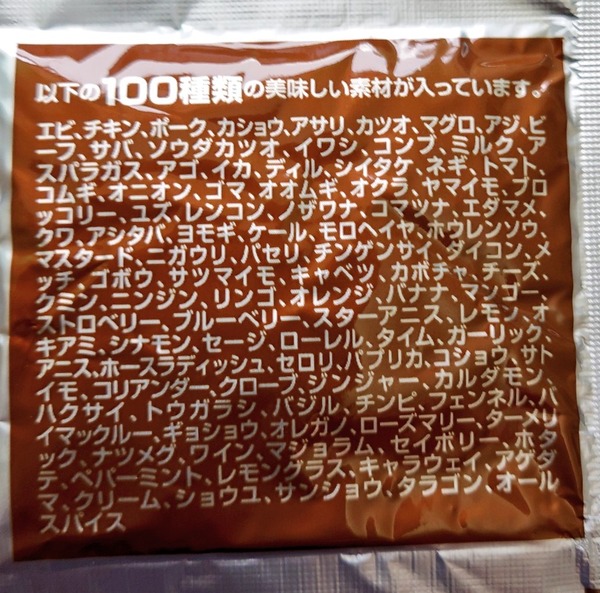 以下の100種類の美味しい素材が入っています。
エビ、チキン、ポーク、カショウ、アサリ、カツオ、マグロ、アジ、ビ
ーフ、サバ、ソウダカツオ、イワシ、コンブ、ミルク、ア
スパラガス、アゴ、イカ、ディル、シイタケ、ネギ、トマト、
コムギ、オニオン、ゴマ、オオムギ、オクラ、ヤマイモ、ブロ
ッコリー、ユズ、レンコン、ノザワナ、コマツナ、エダマメ、
クワ、アシタバ、ヨモギ、ケール、モロヘイヤ、ホウレンソウ、
マスタード、ニガウリ、パセリ、チンゲンサイ、ダイコン、メ
ッチ、ゴボウ、サツマイモ、キャベツ、カボチャ、チーズ、
クミン、ニンジン、リンゴ、オレンジ、バナナ、マンゴー、
ストロベリー、ブルーベリー、スターアニス、レモン、オ
キアミ、シナモン、セージ、ローレル、タイム、ガーリック、
アニス、ホースラディッシュ、セロリ、パプリカ、コショウ、サト
イモ、コリアンダー、クローブ、ジンジャー、カルダモン、
ハクサイ、トウガラシ、バジル、チンピ、フェンネル、バ
イマックルー、ギョショウ、オレガノ、ローズマリー、ターメリ
ック、ナツメグ、ワイン、マジョラム、セイボリー、ホタ
テ、ペパーミント、レモングラス、キャラウェイ、アゲダ
マ、クリーム、ショウユ、サンショウ、タラゴン、オール
スパイス